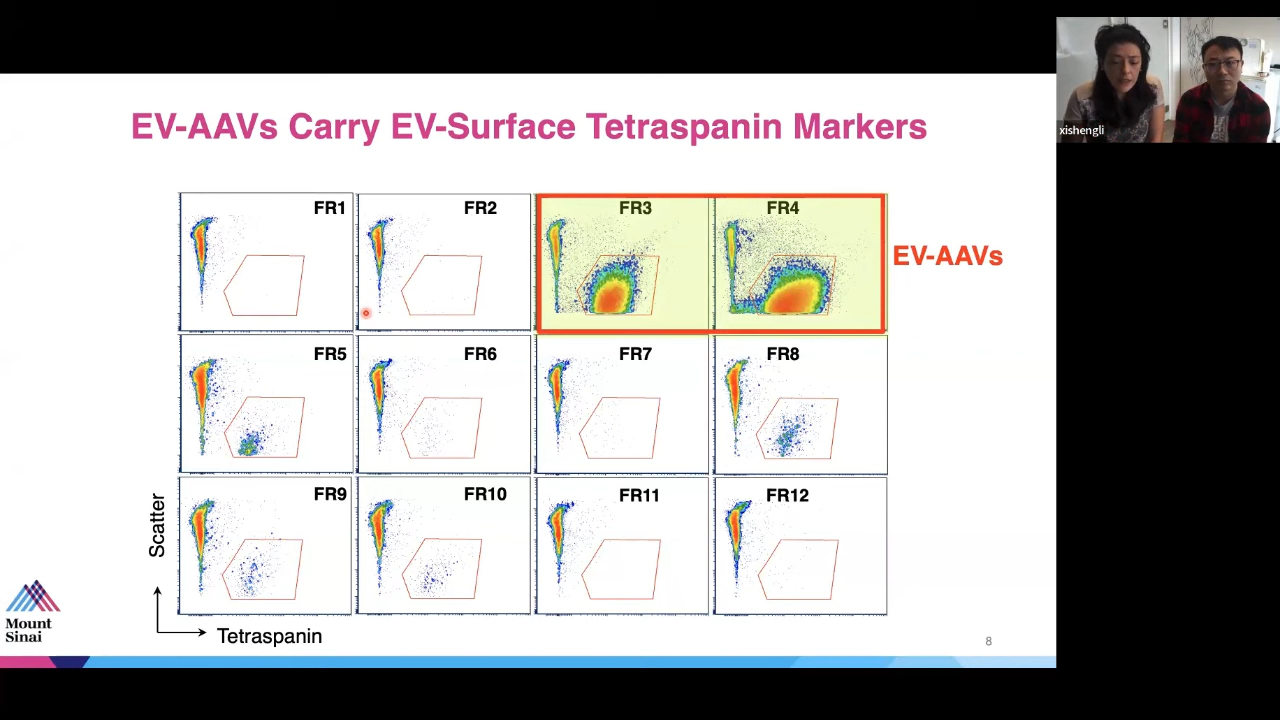 xishengli
EV-AAVs Carry EV-Surface Tetraspanin Markers
FR1
FR2
FR3
FR4
EV-AAVs
FR5
FR6
FR7
FR8
FR9
FR10
FR11
FR12
Scatter
Tetraspanin
Mount
Sinai
8